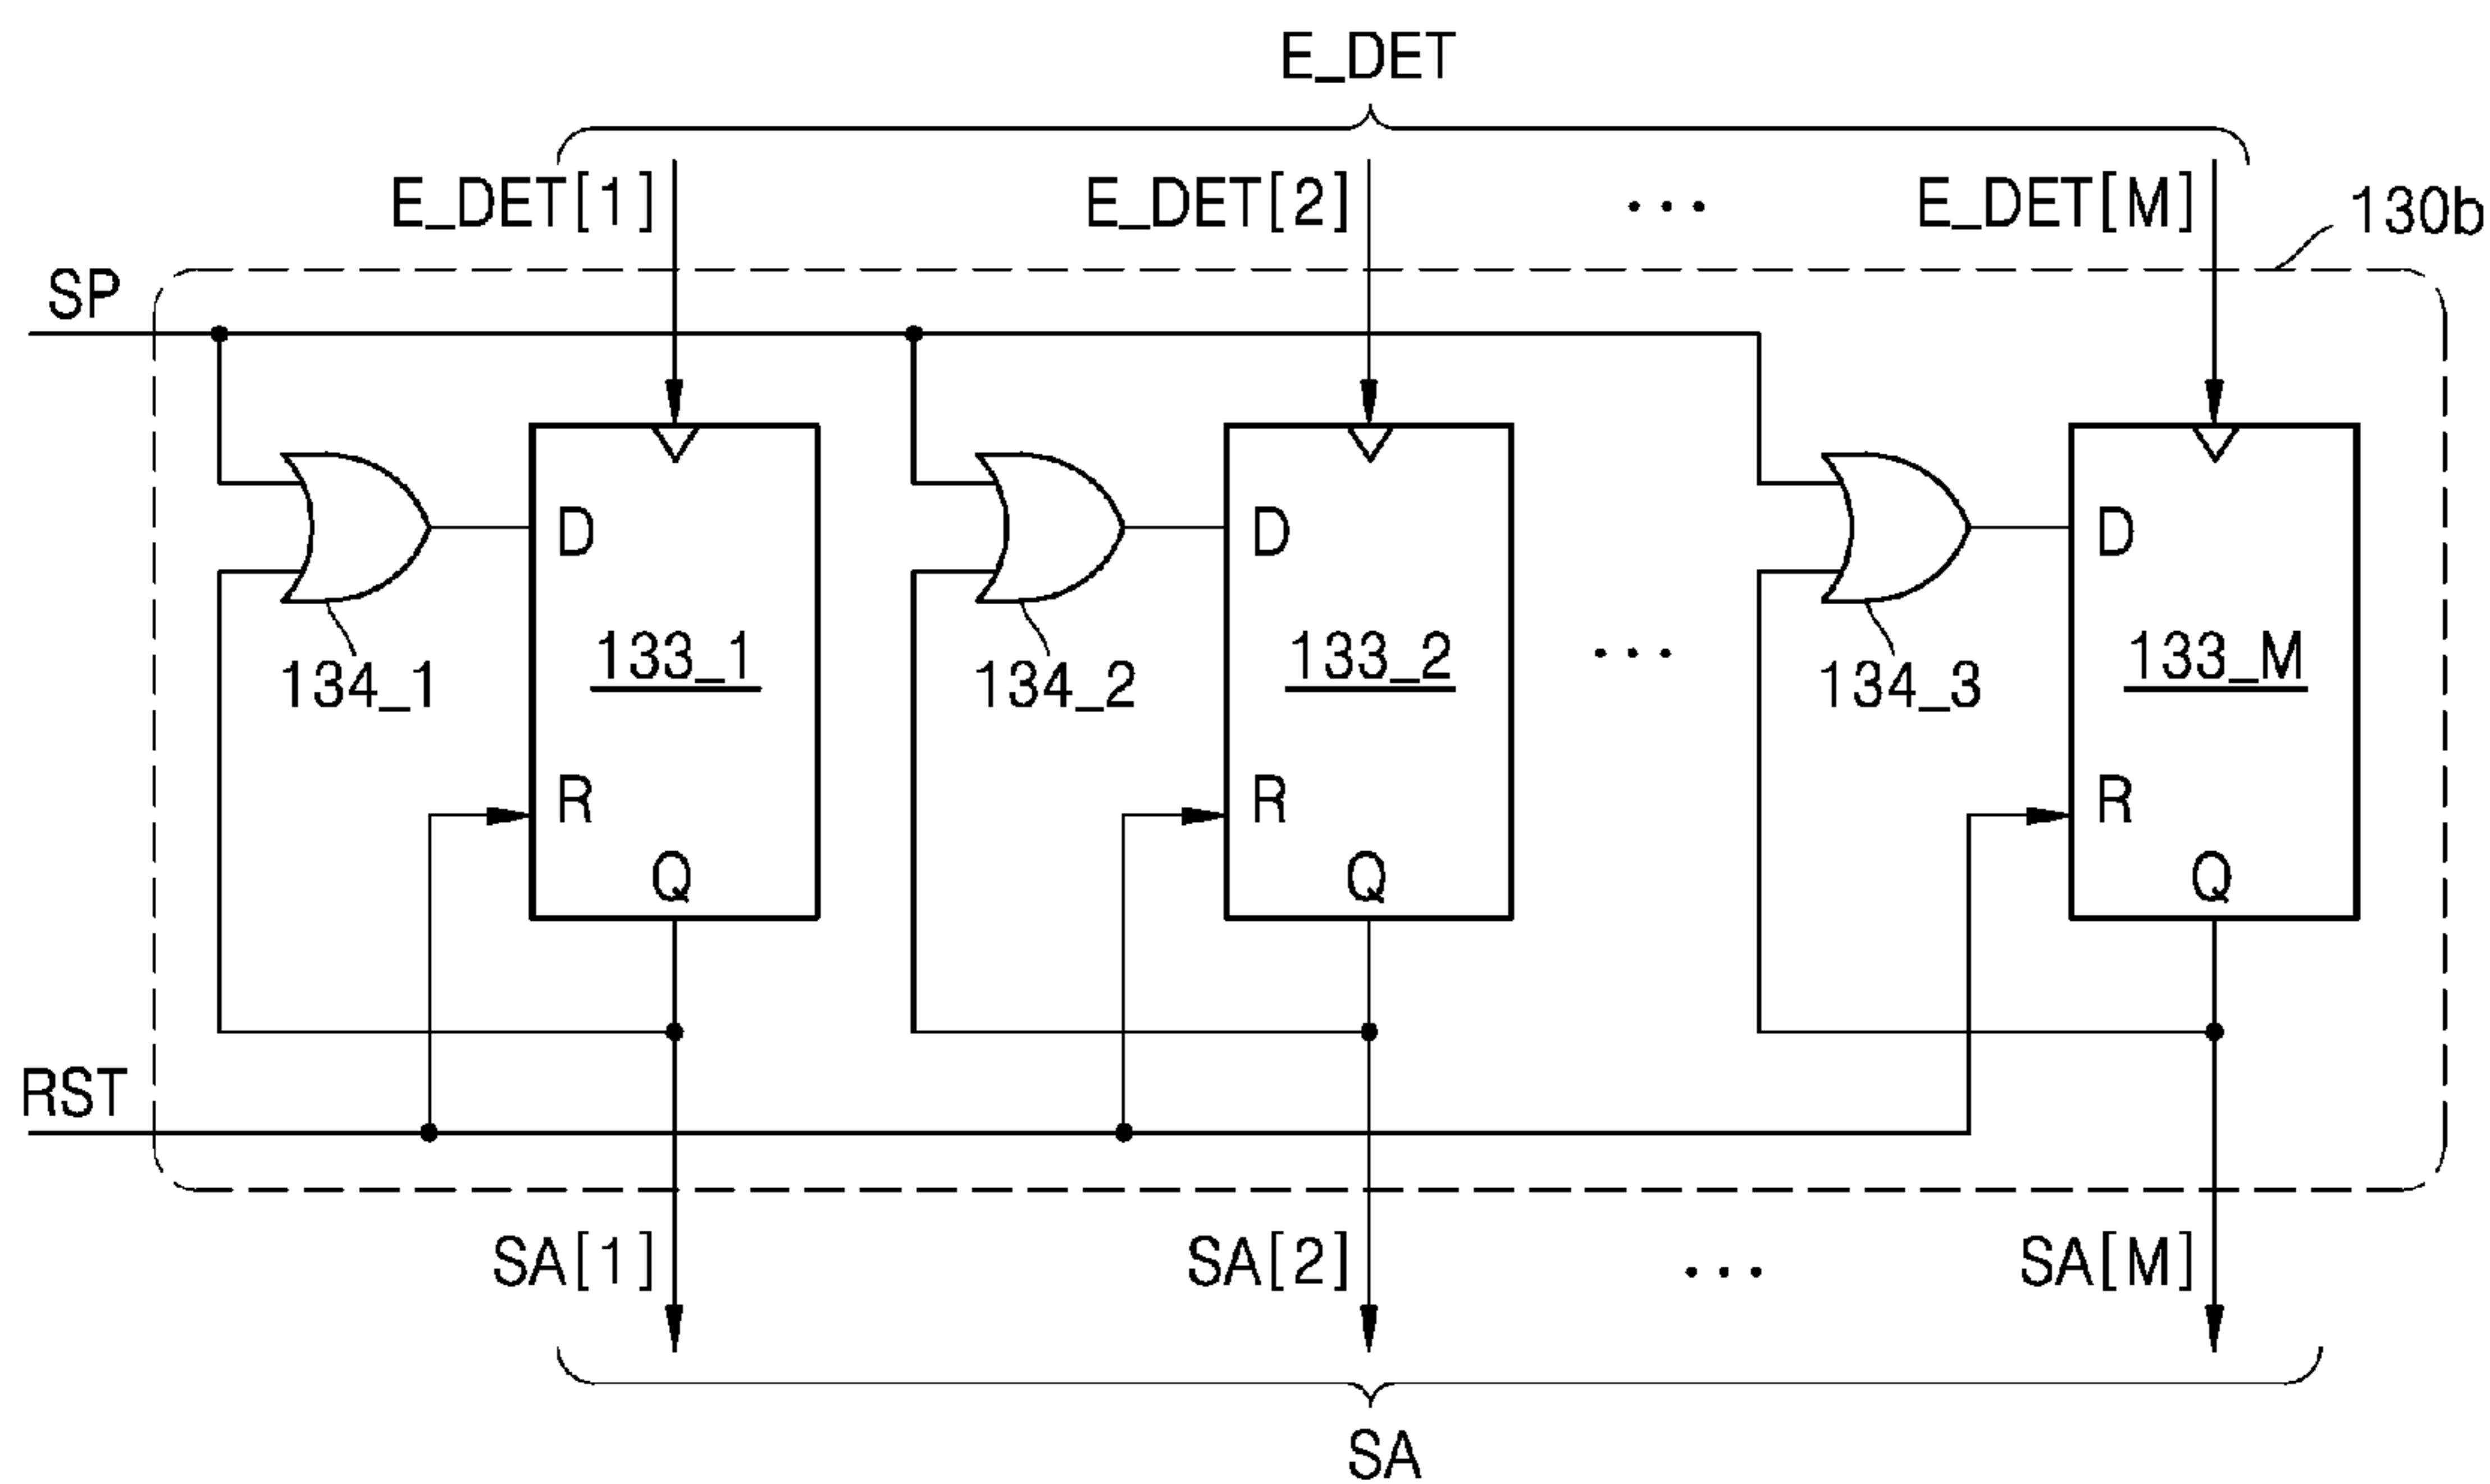 E_DET
E_DET[1] E_DET[2] ... E_DET[M] 130b
SP
D D D
134_1 133_1 134_2 133_2 ... 134_3 133_M
R R R
Q Q Q
RST
SA[1] SA[2] ... SA[M]
SA